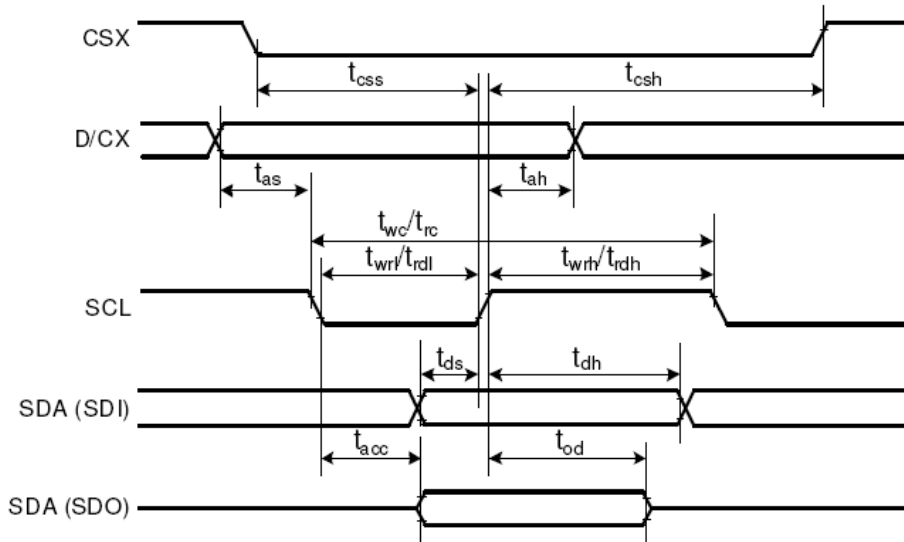 CSX
tcss
tcsh
D/CX
tas
tah
twc/trc
twrl/trdl
twrh/trdh
SCL
tds
tdh
SDA (SDI)
tacc
tod
SDA (SDO)